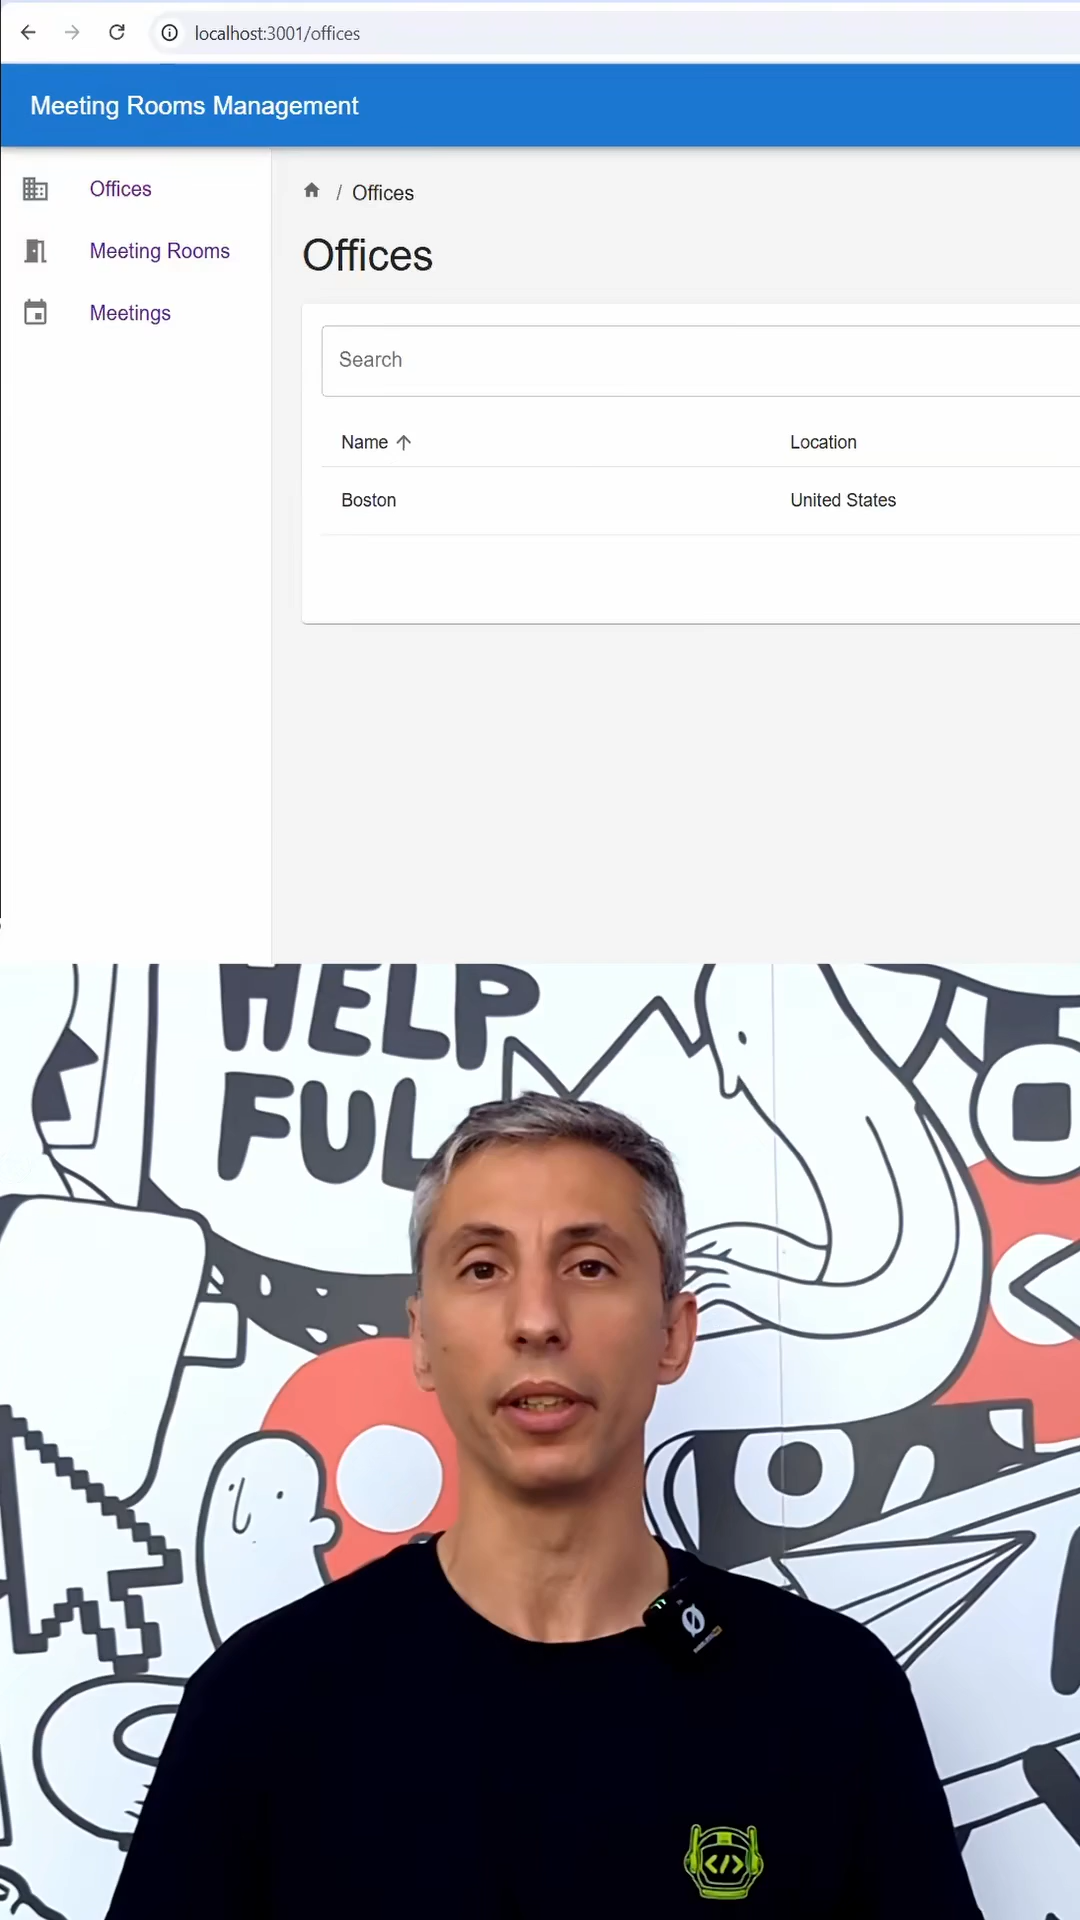 localhost:3001/offices
Meeting Rooms Management
Offices
Meeting Rooms
Meetings
/ Offices
Offices
Search
Name
Location
Boston
United States
HELP
FUL
</>